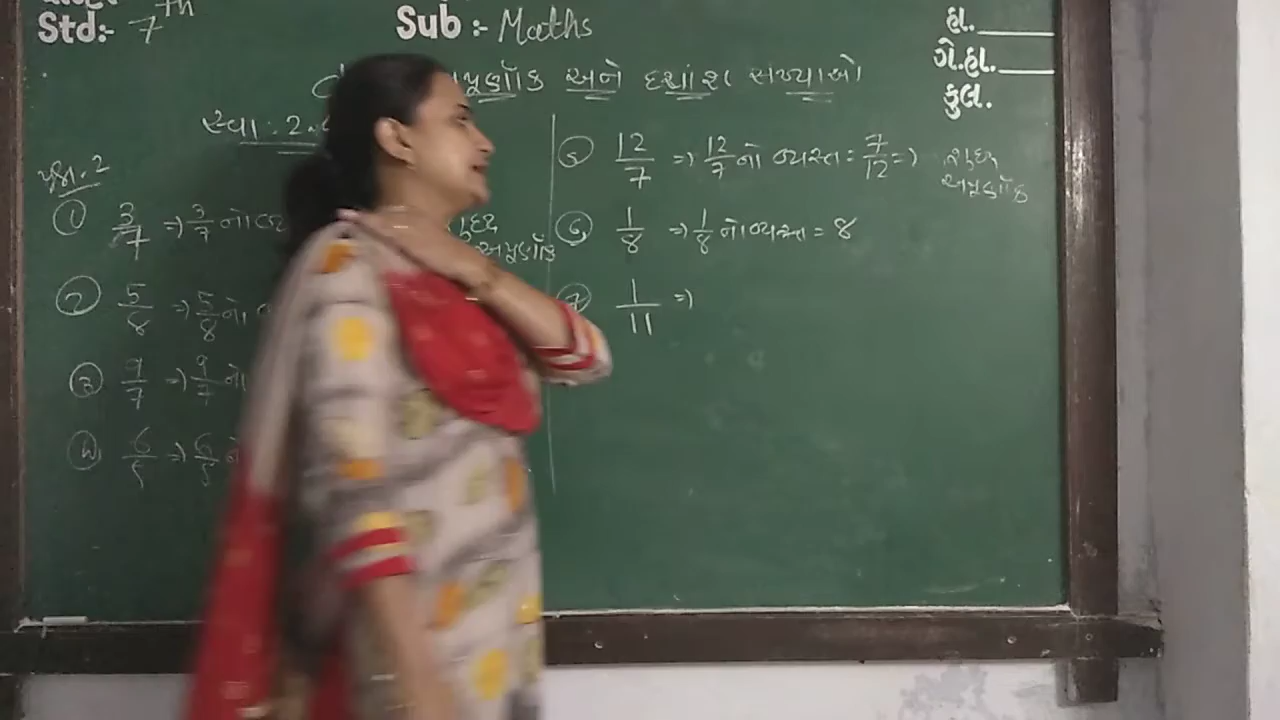 Std:- 7th
Sub :- Maths
હા.
ગે.હા.
કુલ.
અપૂર્ણાંક અને દશાંશ સંખ્યાઓ
સ્વા : 2.
પ્રશ્ન. 2
① 3/7 ⇒ 3/7 નો
શુદ્ધ
અપૂર્ણાંક
② 5/8 ⇒ 5/8 નો
③ 9/7 ⇒ 9/7 નો
④ 6/5 ⇒ 6/5
⑤ 12/7 ⇒ 12/7 નો વ્યસ્ત = 7/12 ⇒ શુદ્ધ
અપૂર્ણાંક
⑥ 1/8 ⇒ 1/8 નો વ્યસ્ત = 8
⑦ 1/11 ⇒